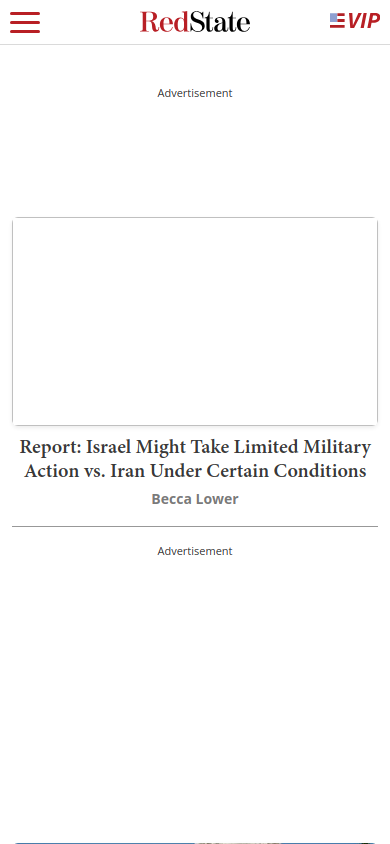 RedState
VIP
Advertisement
Report: Israel Might Take Limited Military
Action vs. Iran Under Certain Conditions
Becca Lower
Advertisement